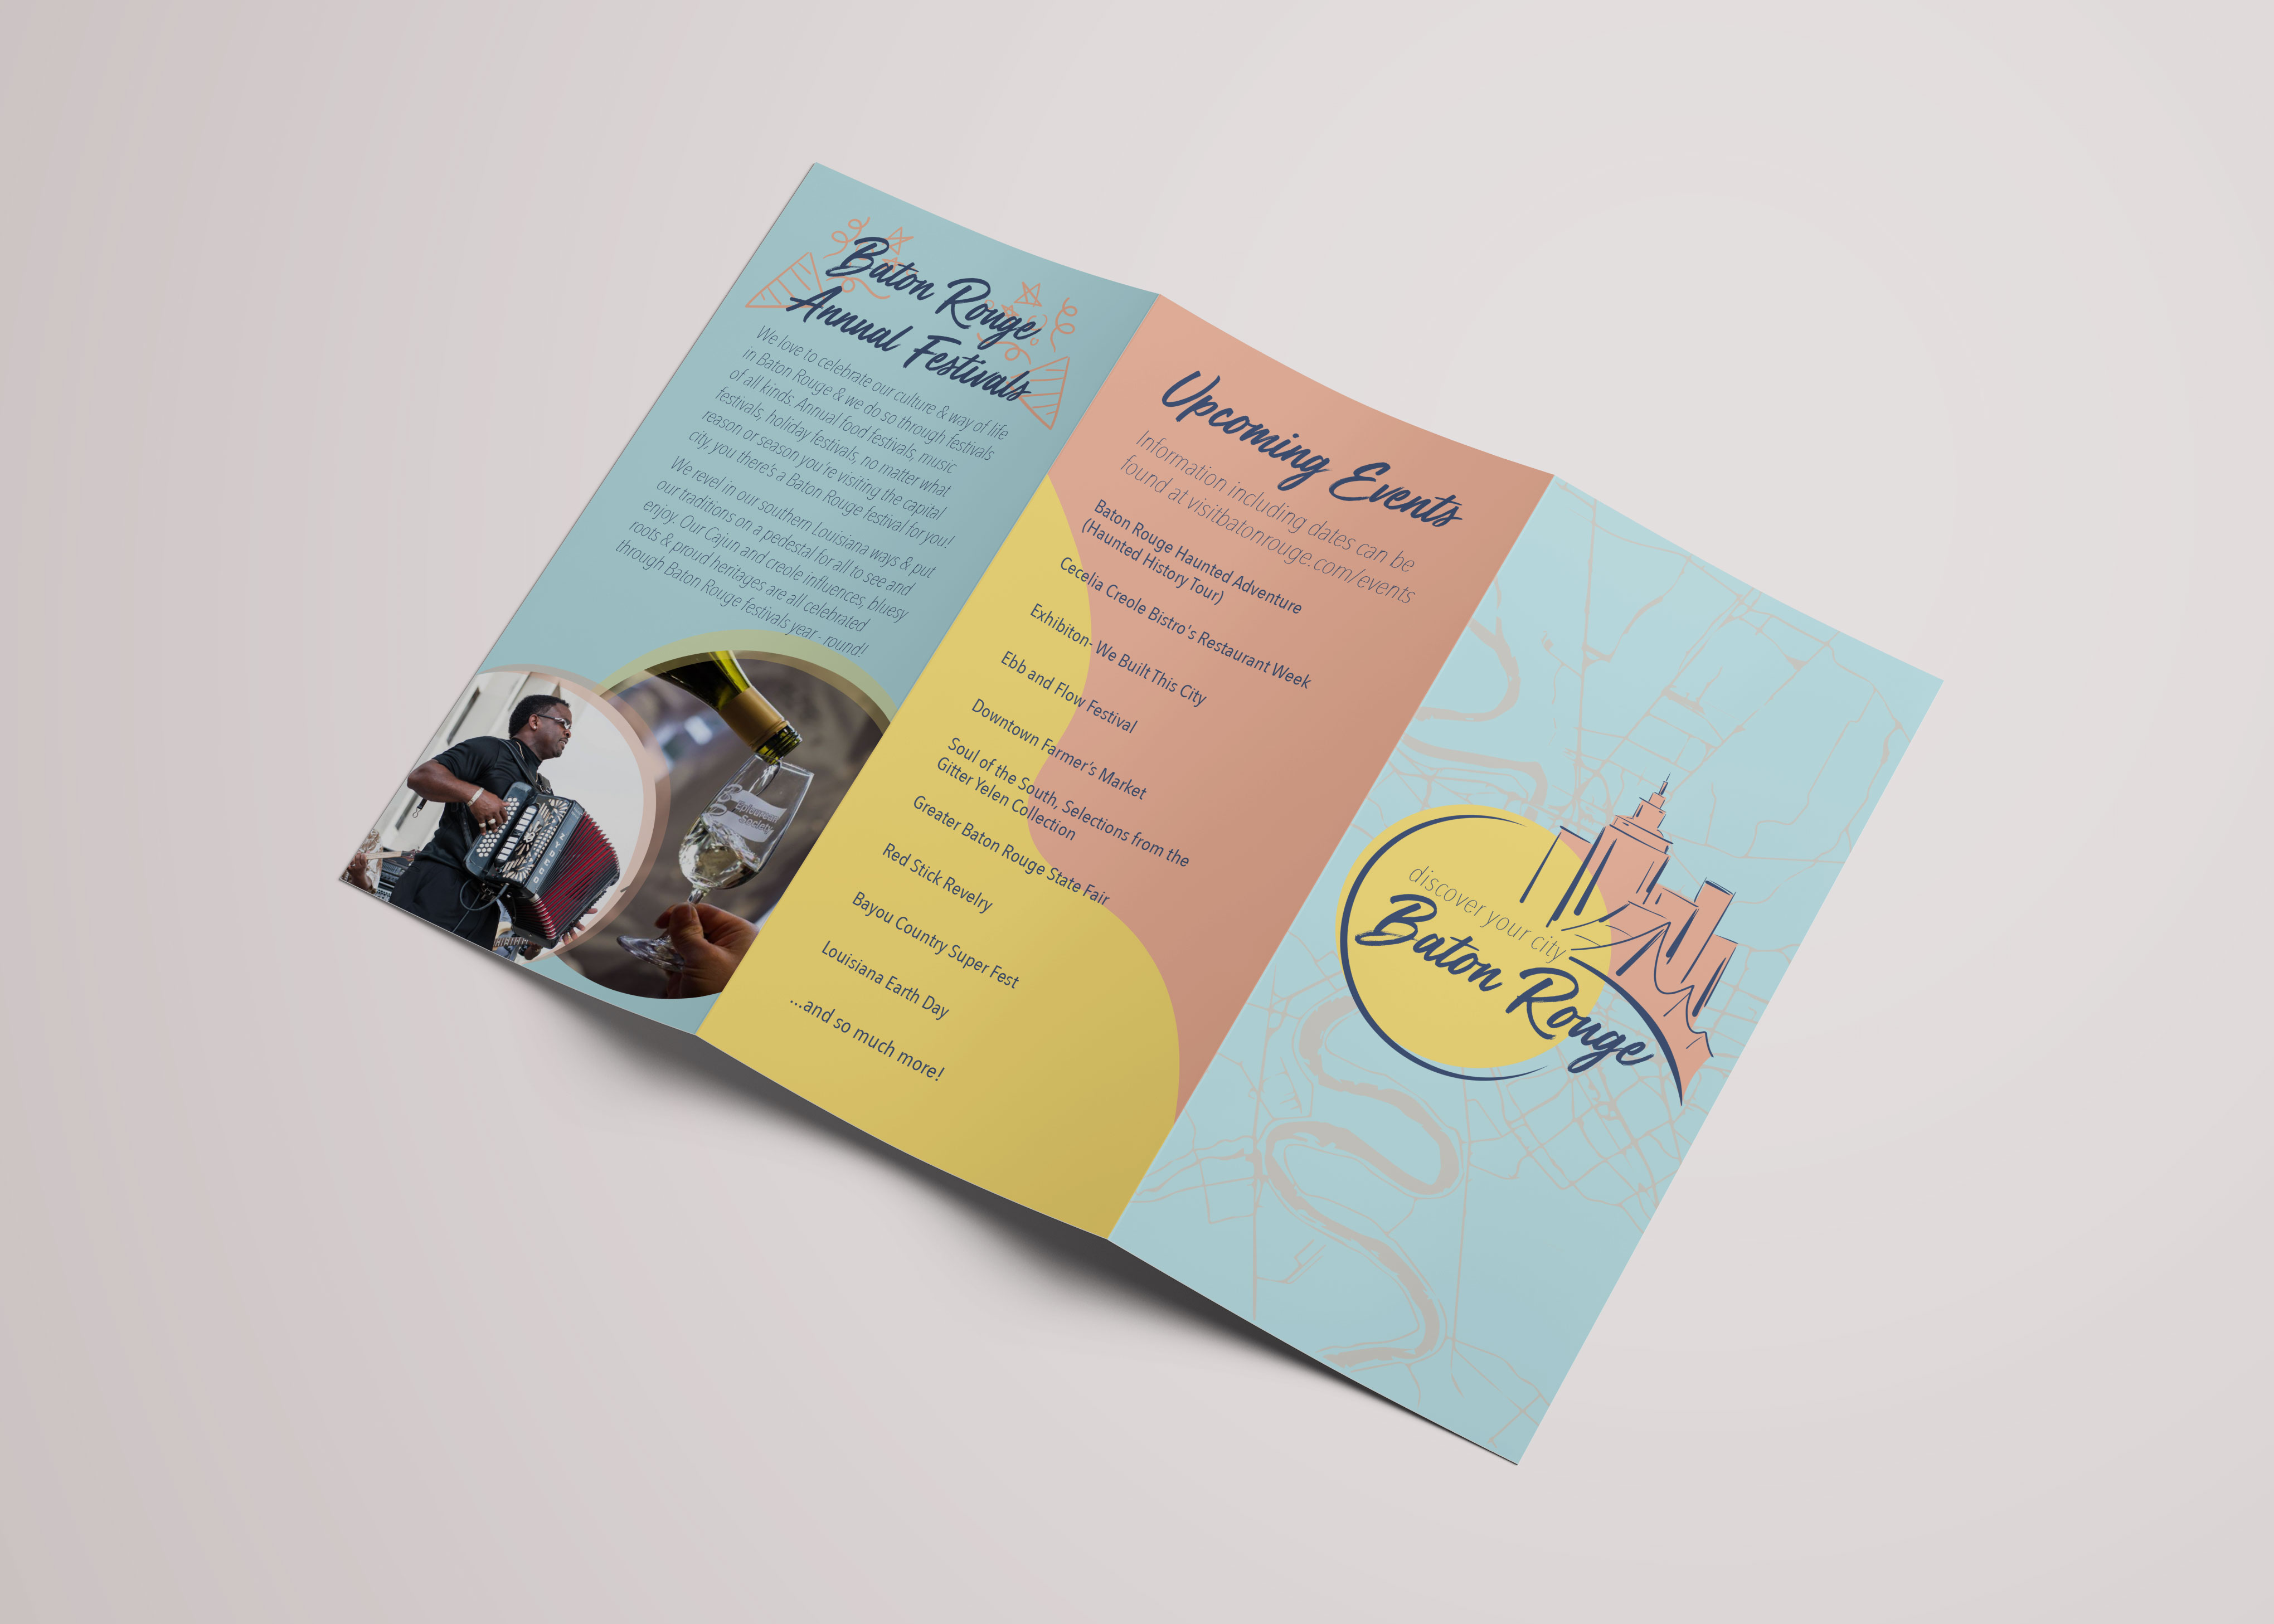 Baton Rouge
Annual Festivals
We love to celebrate our culture & way of life
in Baton Rouge & we do so through festivals
of all kinds. Annual food festivals, music
festivals, holiday festivals, no matter what
reason or season you're visiting the capital
city, you there's a Baton Rouge festival for you!
We revel in our southern Louisiana ways & put
our traditions on a pedestal for all to see and
enjoy. Our Cajun and creole influences, bluesy
roots & proud heritages are all celebrated
through Baton Rouge festivals year - round!
Epicurean
Society
Upcoming Events
Information including dates can be
found at visitbatonrouge.com/events
Baton Rouge Haunted Adventure
(Haunted History Tour)
Cecelia Creole Bistro's Restaurant Week
Exhibiton- We Built This City
Ebb and Flow Festival
Downtown Farmer's Market
Soul of the South, Selections from the
Gitter Yelen Collection
Greater Baton Rouge State Fair
Red Stick Revelry
Bayou Country Super Fest
Louisiana Earth Day
...and so much more!
discover your city
Baton Rouge